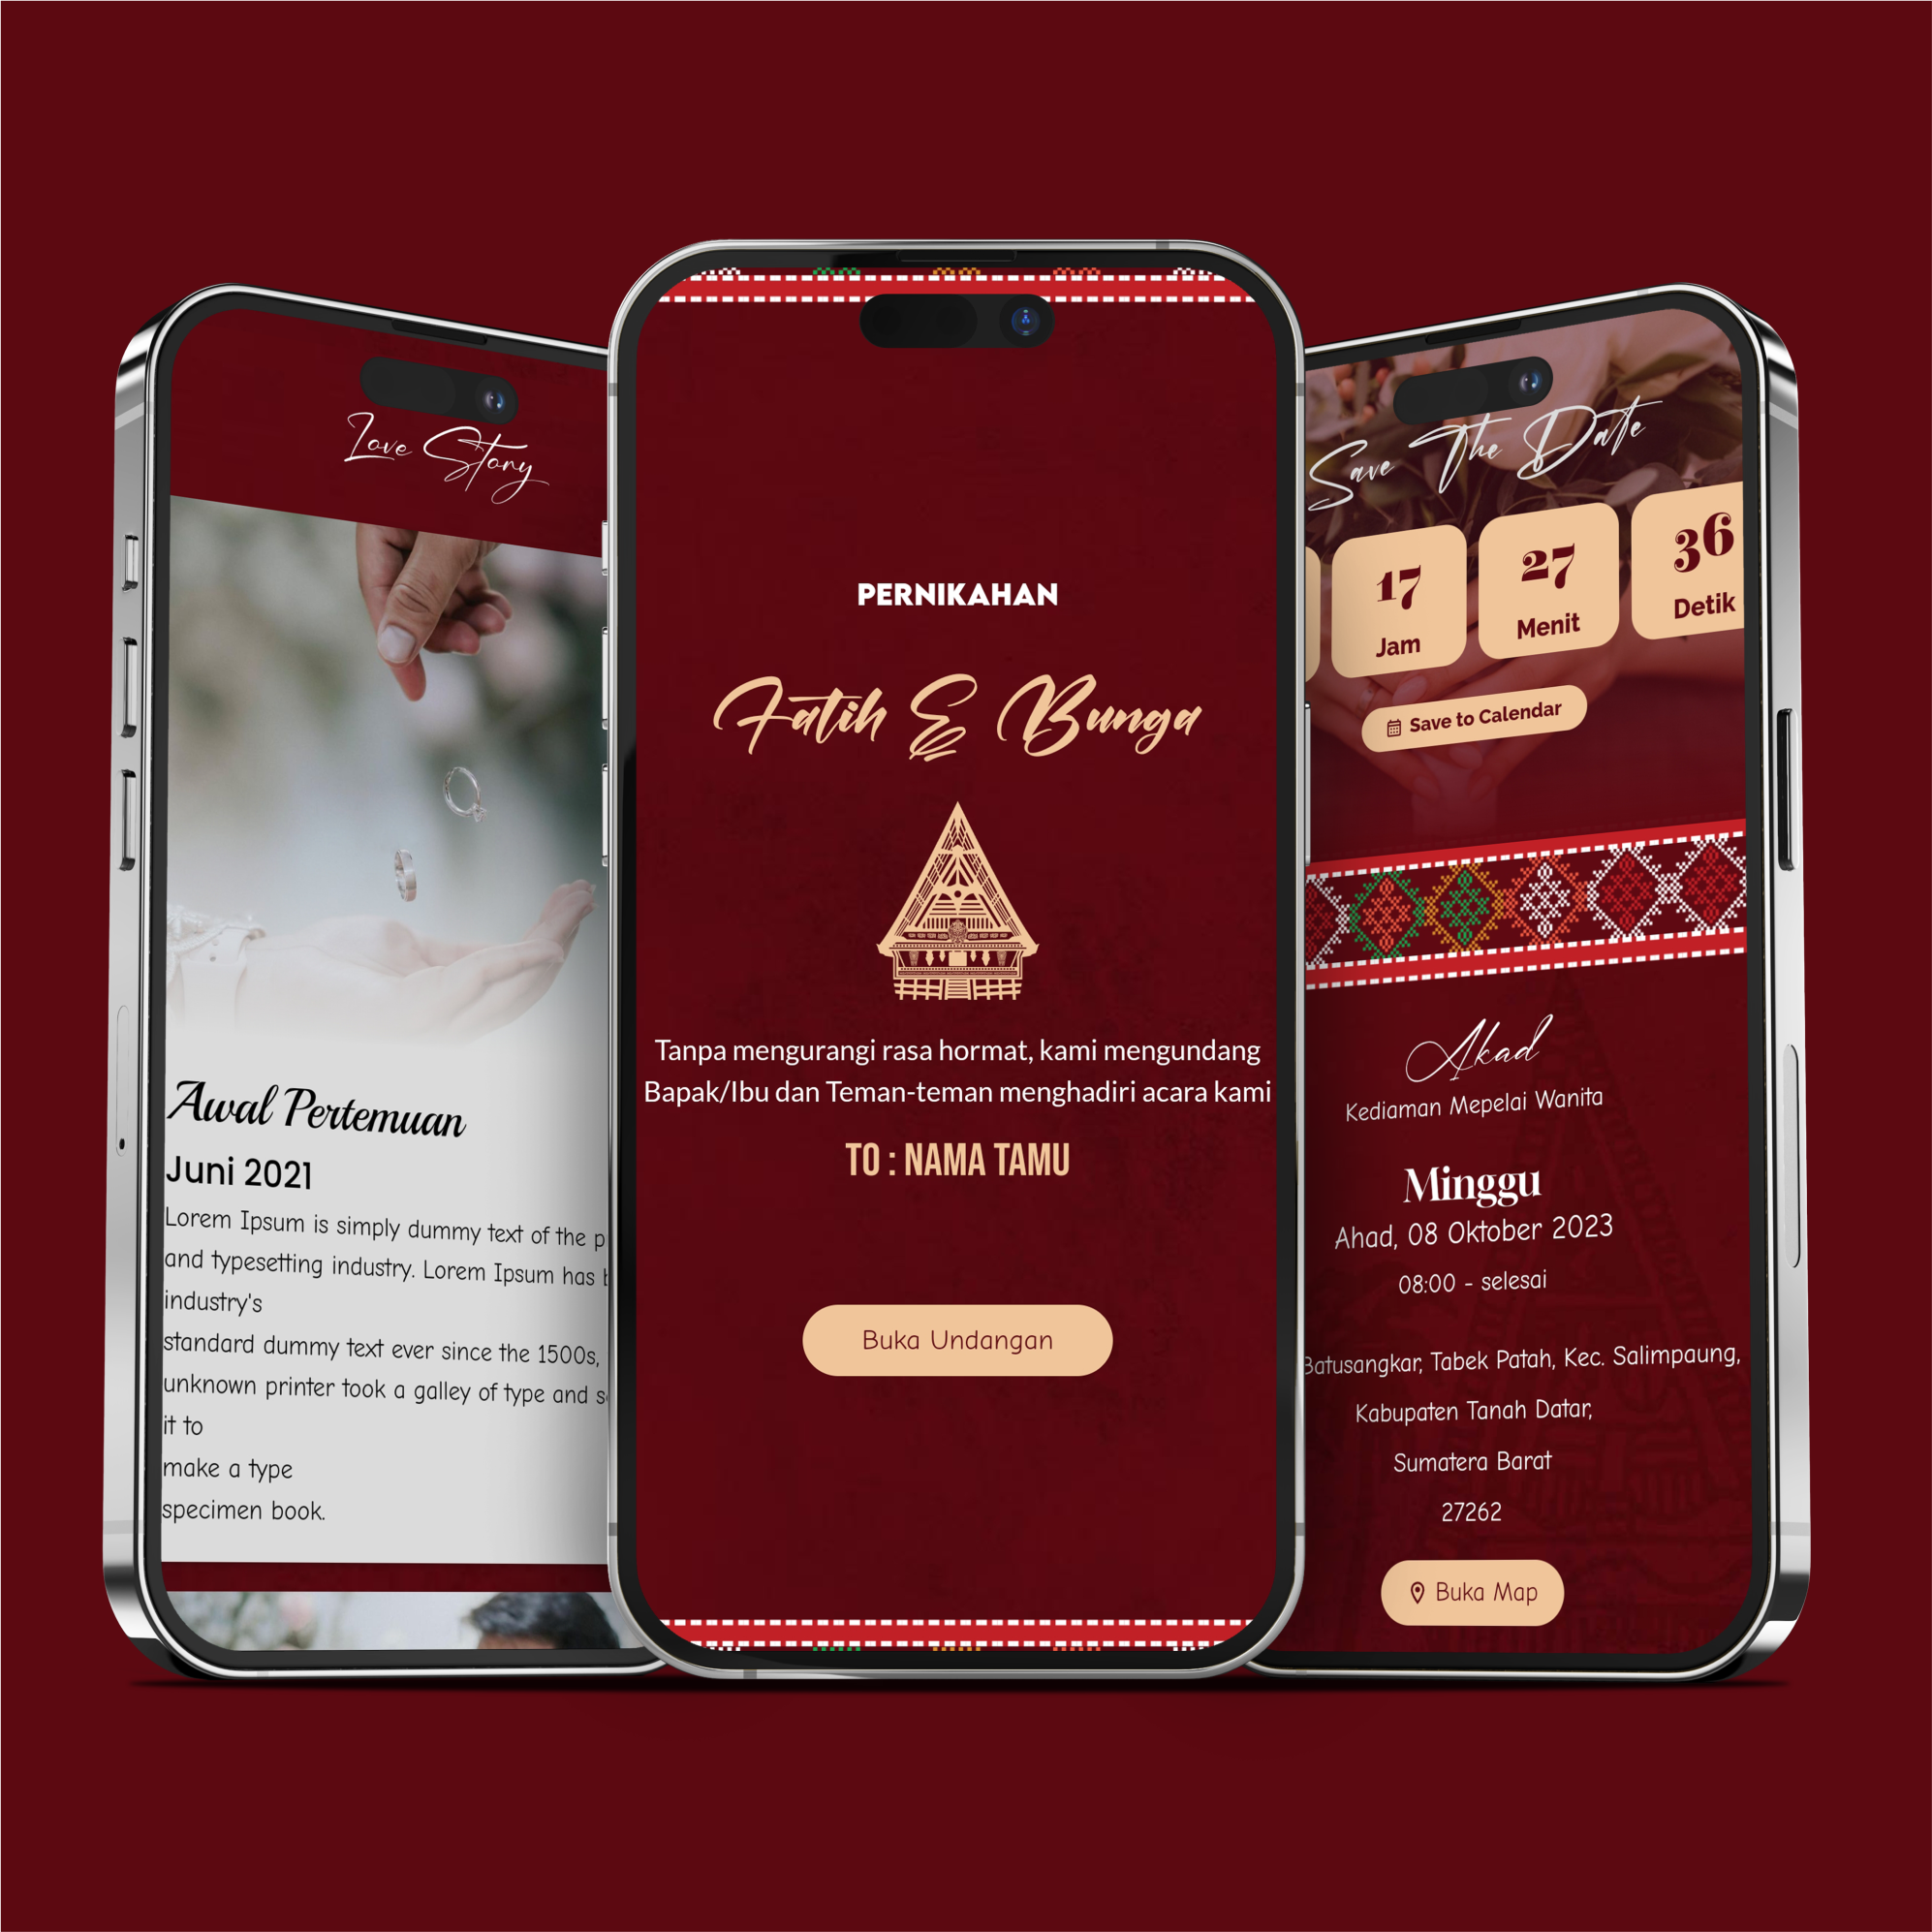 Love Story
Awal Pertemuan
Juni 2021
Lorem Ipsum is simply dummy text of the
and typesetting industry. Lorem Ipsum has
industry's
standard dummy text ever since the 1500s,
unknown printer took a galley of type and
it to
make a type
specimen book.
PERNIKAHAN
Fatih & Bunga
Tanpa mengurangi rasa hormat, kami mengundang
Bapak/Ibu dan Teman-teman menghadiri acara kami
TO : NAMA TAMU
Buka Undangan
Save The Date
17 27 36
Jam Menit Detik
Save to Calendar
Akad
Kediaman Mepelai Wanita
Minggu
Ahad, 08 Oktober 2023
08:00 - selesai
Batusangkar, Tabek Patah, Kec. Salimpaung,
Kabupaten Tanah Datar,
Sumatera Barat
27262
Buka Map